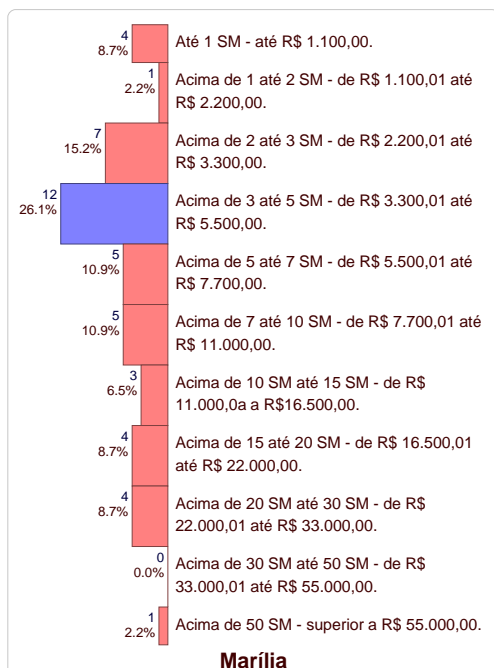 4
8.7%
Até 1 SM - até R$ 1.100,00.
1
2.2%
Acima de 1 até 2 SM - de R$ 1.100,01 até
R$ 2.200,00.
7
15.2%
Acima de 2 até 3 SM - de R$ 2.200,01 até
R$ 3.300,00.
12
26.1%
Acima de 3 até 5 SM - de R$ 3.300,01 até
R$ 5.500,00.
5
10.9%
Acima de 5 até 7 SM - de R$ 5.501,01 até
R$ 7.700,00.
5
10.9%
Acima de 7 até 10 SM - de R$ 7.700,01 até
R$ 11.000,00.
3
6.5%
Acima de 10 SM até 15 SM - de R$
11.000,0a a R$16.500,00.
4
8.7%
Acima de 15 até 20 SM - de R$ 16.500,01
até R$ 22.000,00.
4
8.7%
Acima de 20 SM até 30 SM - de R$
22.000,01 até R$ 33.000,00.
0
0.0%
Acima de 30 SM até 50 SM - de R$
33.000,01 até R$ 55.000,00.
1
2.2%
Acima de 50 SM - superior a R$ 55.000,00.
Marília